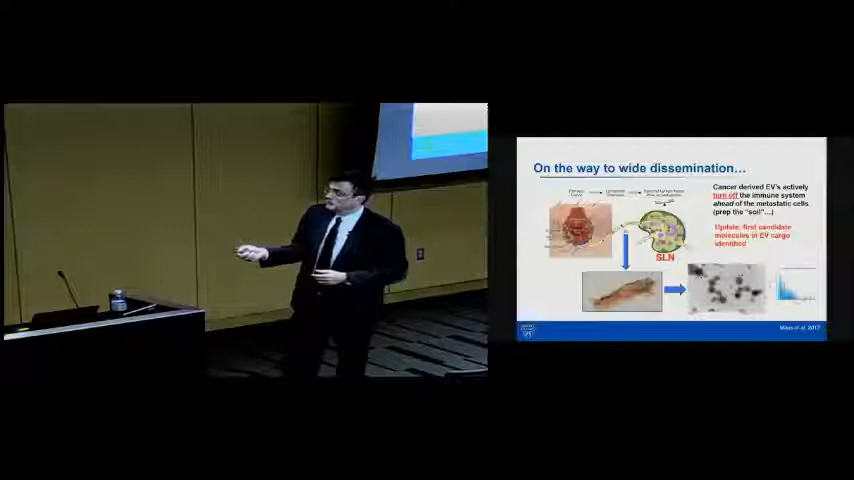 On the way to wide dissemination…
Cancer derived EV's actively
turn off the immune system
ahead of the metastatic cells
(prep the "soil"…)
Update: first candidate
molecules in EV cargo
identified
SLN